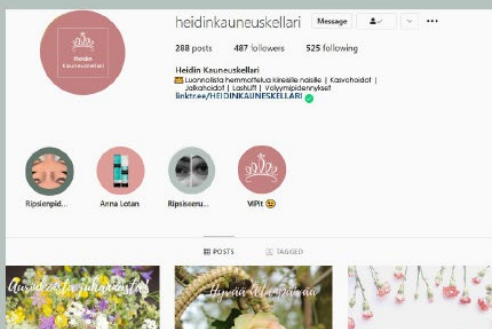 heidinkauneuskellari Message
288 posts 487 followers 525 following
Heidin Kauneuskellari
Luonnollista hemmottelua kiireisille naisille | Kasvohoidot |
Jalkahoidot | LashLift | Volyymipidennykset
linktr.ee/HEIDINKAUNEUSKELLARI
Heidin
Kauneuskellari
Ripsienpid... Anna Lotan Ripsiseeru... VIPit
POSTS TAGGED
Hyvää äitienpäivää